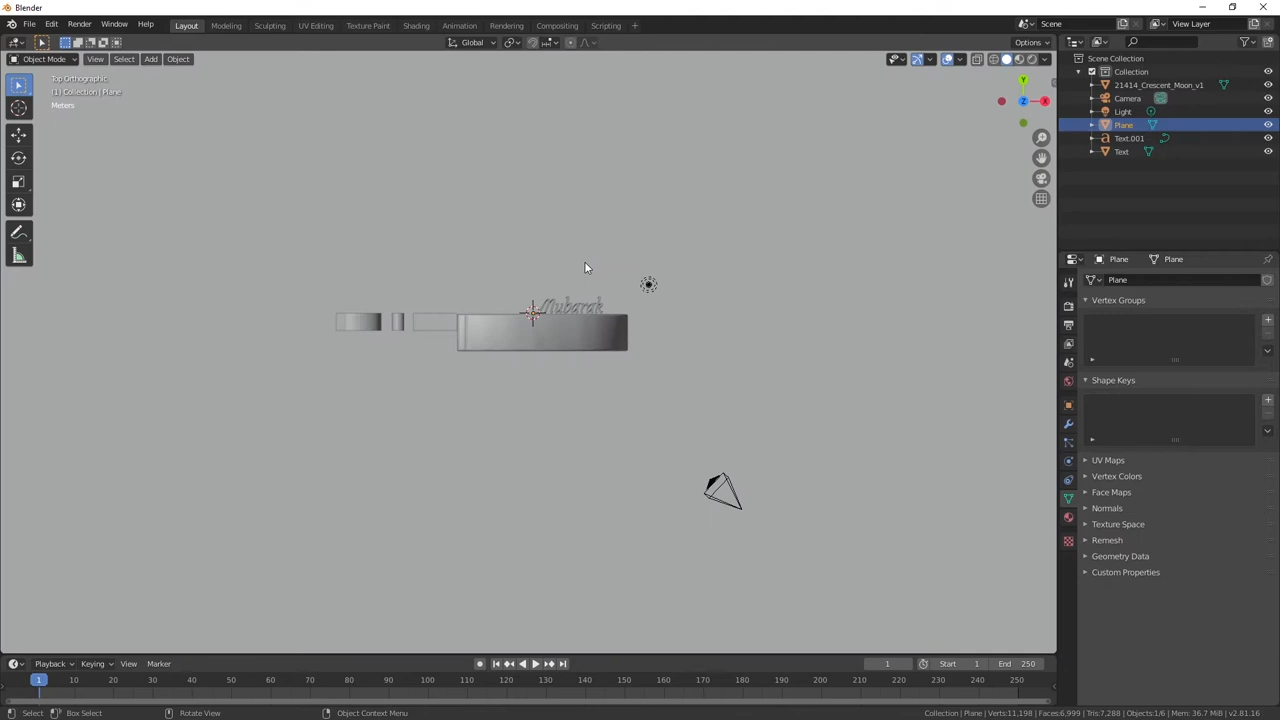 Blender
File Edit Render Window Help Layout Modeling Sculpting UV Editing Texture Paint Shading Animation Rendering Compositing Scripting + Scene View Layer
Global Options
Object Mode View Select Add Object
Top Orthographic
(1) Collection | Plane
Meters
Y
Z
X
Mubarak
Scene Collection
Collection
21414_Crescent_Moon_v1
Camera
Light
Plane
Text.001
Text
Plane Plane
Plane
Vertex Groups
Shape Keys
UV Maps
Vertex Colors
Face Maps
Normals
Texture Space
Remesh
Geometry Data
Custom Properties
Playback Keying View Marker 1 Start 1 End 250
1 10 20 30 40 50 60 70 80 90 100 110 120 130 140 150 160 170 180 190 200 210 220 230 240 250
Select Box Select Rotate View Object Context Menu Collection | Plane | Verts:11,198 | Faces:6,999 | Tris:7,288 | Objects:1/6 | Mem: 36.7 MiB | v2.81.16